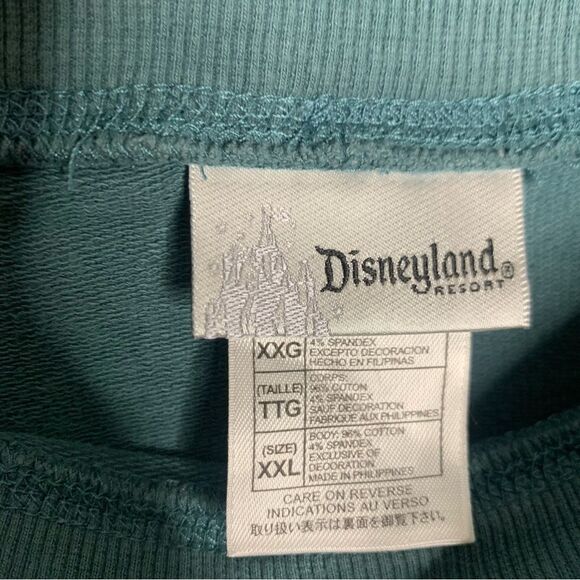 Disneyland®
RESORT
XXG
4% SPANDEX
EXCEPTO DECORACION
HECHO EN FILIPINAS
(TAILLE)
TTG
CORPS:
96% COTON
4% SPANDEX
SAUF DECORATION
FABRIQUE AUX PHILIPPINES
(SIZE)
XXL
BODY: 96% COTTON
4% SPANDEX
EXCLUSIVE OF
DECORATION
MADE IN PHILIPPINES
CARE ON REVERSE
INDICATIONS AU VERSO
取り扱い表示は裏面を御覧下さい。